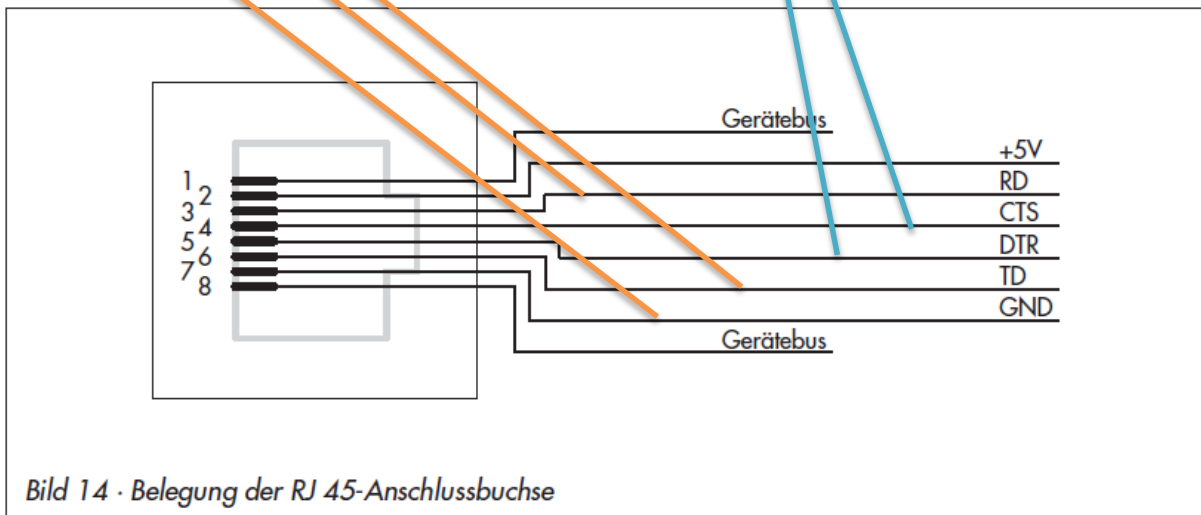 Gerätebus
+5V
1
RD
2
3
CTS
4
5
DTR
6
7
TD
8
GND
Gerätebus
Bild 14 · Belegung der RJ 45-Anschlussbuchse